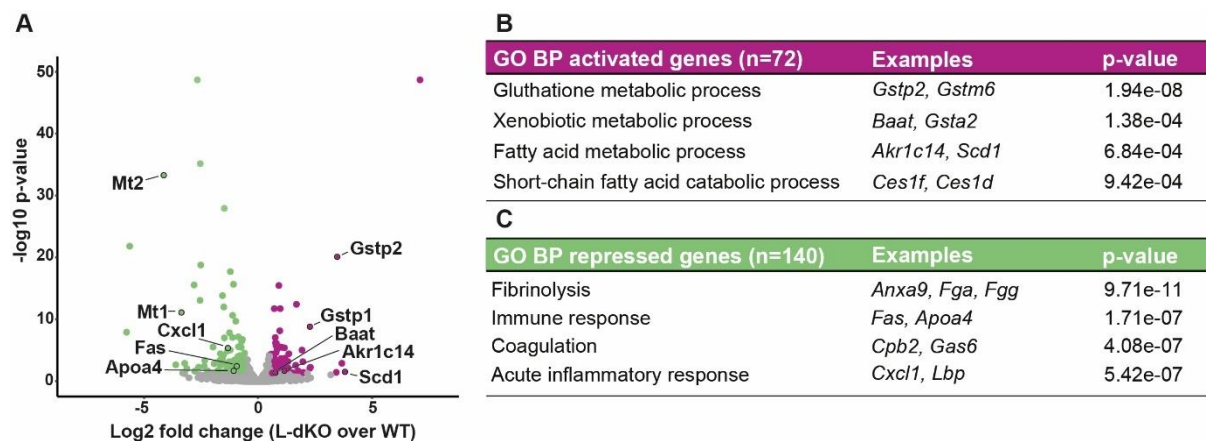 A
50
40
30
20
10
0
-log10 p-value
Mt2
Gstp2
Mt1
Gstp1
Cxcl1
Baat
Fas
Akr1c14
Apoa4
Scd1
-5 0 5
Log2 fold change (L-dKO over WT)
B
GO BP activated genes (n=72) Examples p-value
Gluthatione metabolic process Gstp2, Gstm6 1.94e-08
Xenobiotic metabolic process Baat, Gsta2 1.38e-04
Fatty acid metabolic process Akr1c14, Scd1 6.84e-04
Short-chain fatty acid catabolic process Ces1f, Ces1d 9.42e-04
C
GO BP repressed genes (n=140) Examples p-value
Fibrinolysis Anxa9, Fga, Fgg 9.71e-11
Immune response Fas, Apoa4 1.71e-07
Coagulation Cpb2, Gas6 4.08e-07
Acute inflammatory response Cxcl1, Lbp 5.42e-07